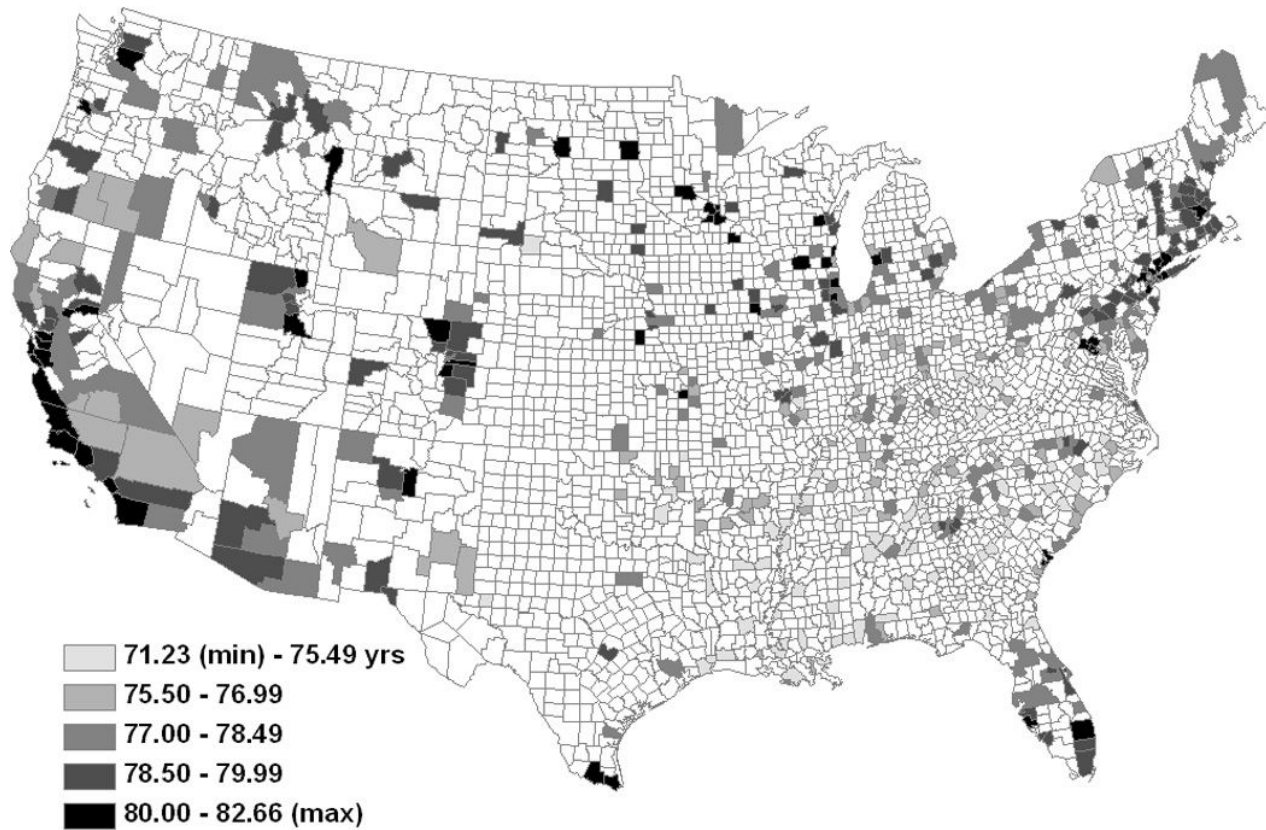 71.23 (min) - 75.49 yrs
75.50 - 76.99
77.00 - 78.49
78.50 - 79.99
80.00 - 82.66 (max)